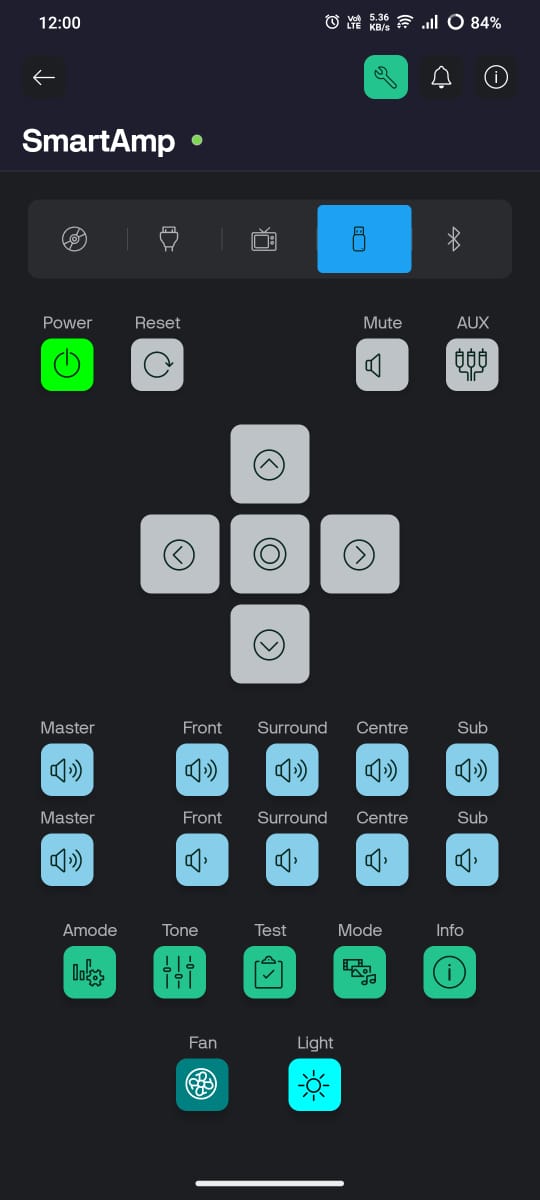 12:00 Vo) LTE 5.36 KB/s 84%
SmartAmp
Power Reset Mute AUX
Master Front Surround Centre Sub
Master Front Surround Centre Sub
Amode Tone Test Mode Info
Fan Light